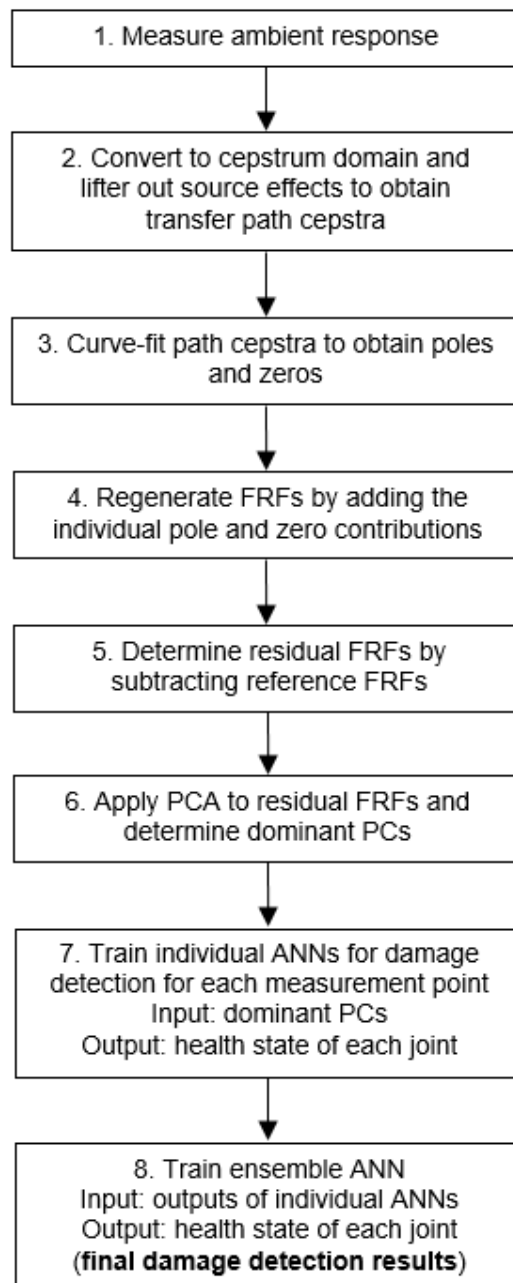 1. Measure ambient response
2. Convert to cepstrum domain and
lifter out source effects to obtain
transfer path cepstra
3. Curve-fit path cepstra to obtain poles
and zeros
4. Regenerate FRFs by adding the
individual pole and zero contributions
5. Determine residual FRFs by
subtracting reference FRFs
6. Apply PCA to residual FRFs and
determine dominant PCs
7. Train individual ANNs for damage
detection for each measurement point
Input: dominant PCs
Output: health state of each joint
8. Train ensemble ANN
Input: outputs of individual ANNs
Output: health state of each joint
(final damage detection results)